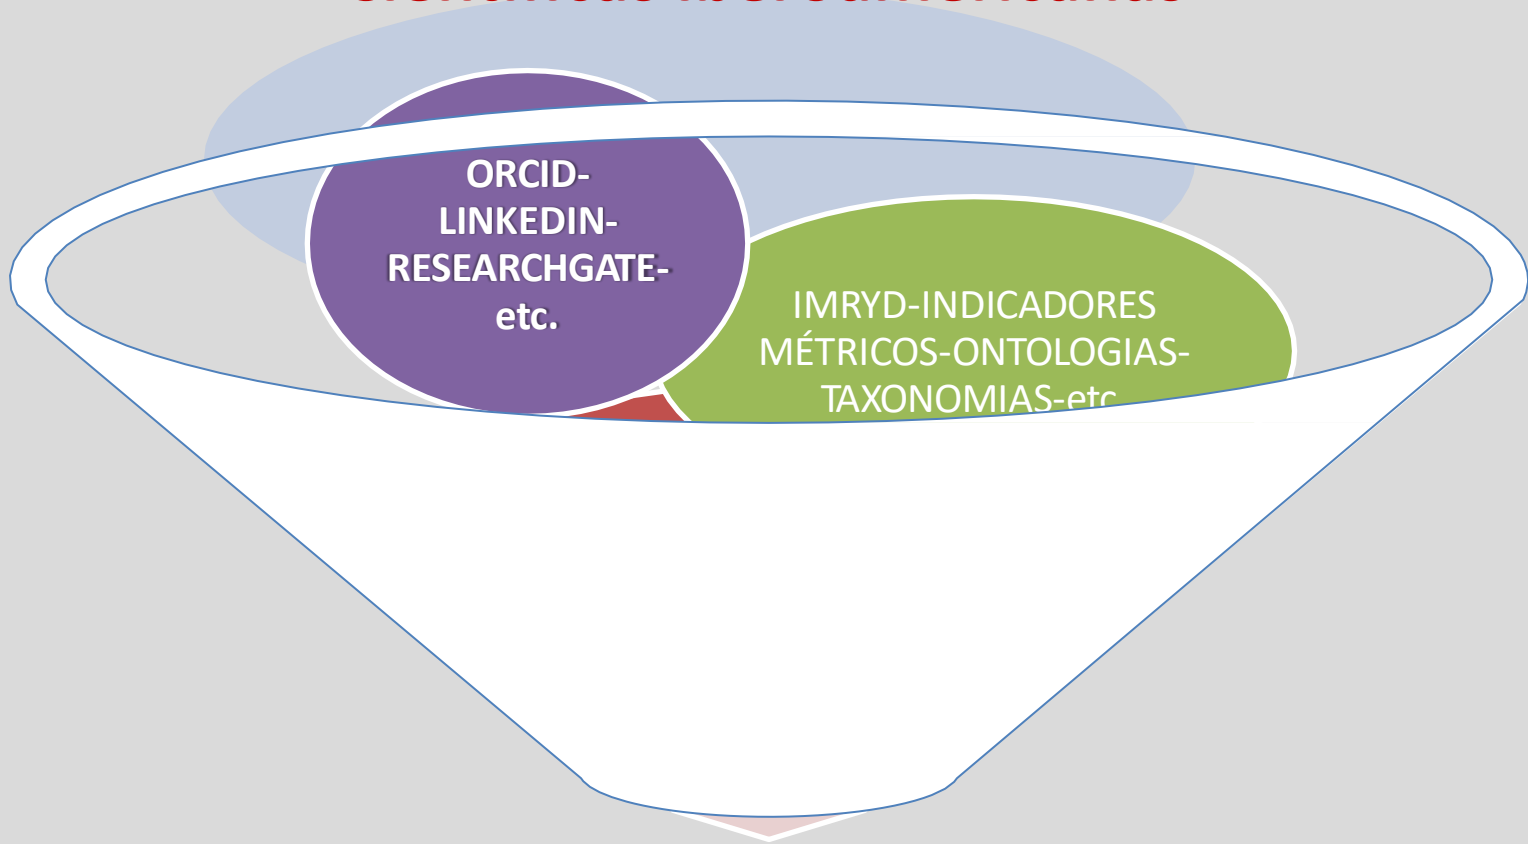 ORCID-
LINKEDIN-
RESEARCHGATE-
etc.
IMRYD-INDICADORES
MÉTRICOS-ONTOLOGIAS-
TAXONOMIAS-etc